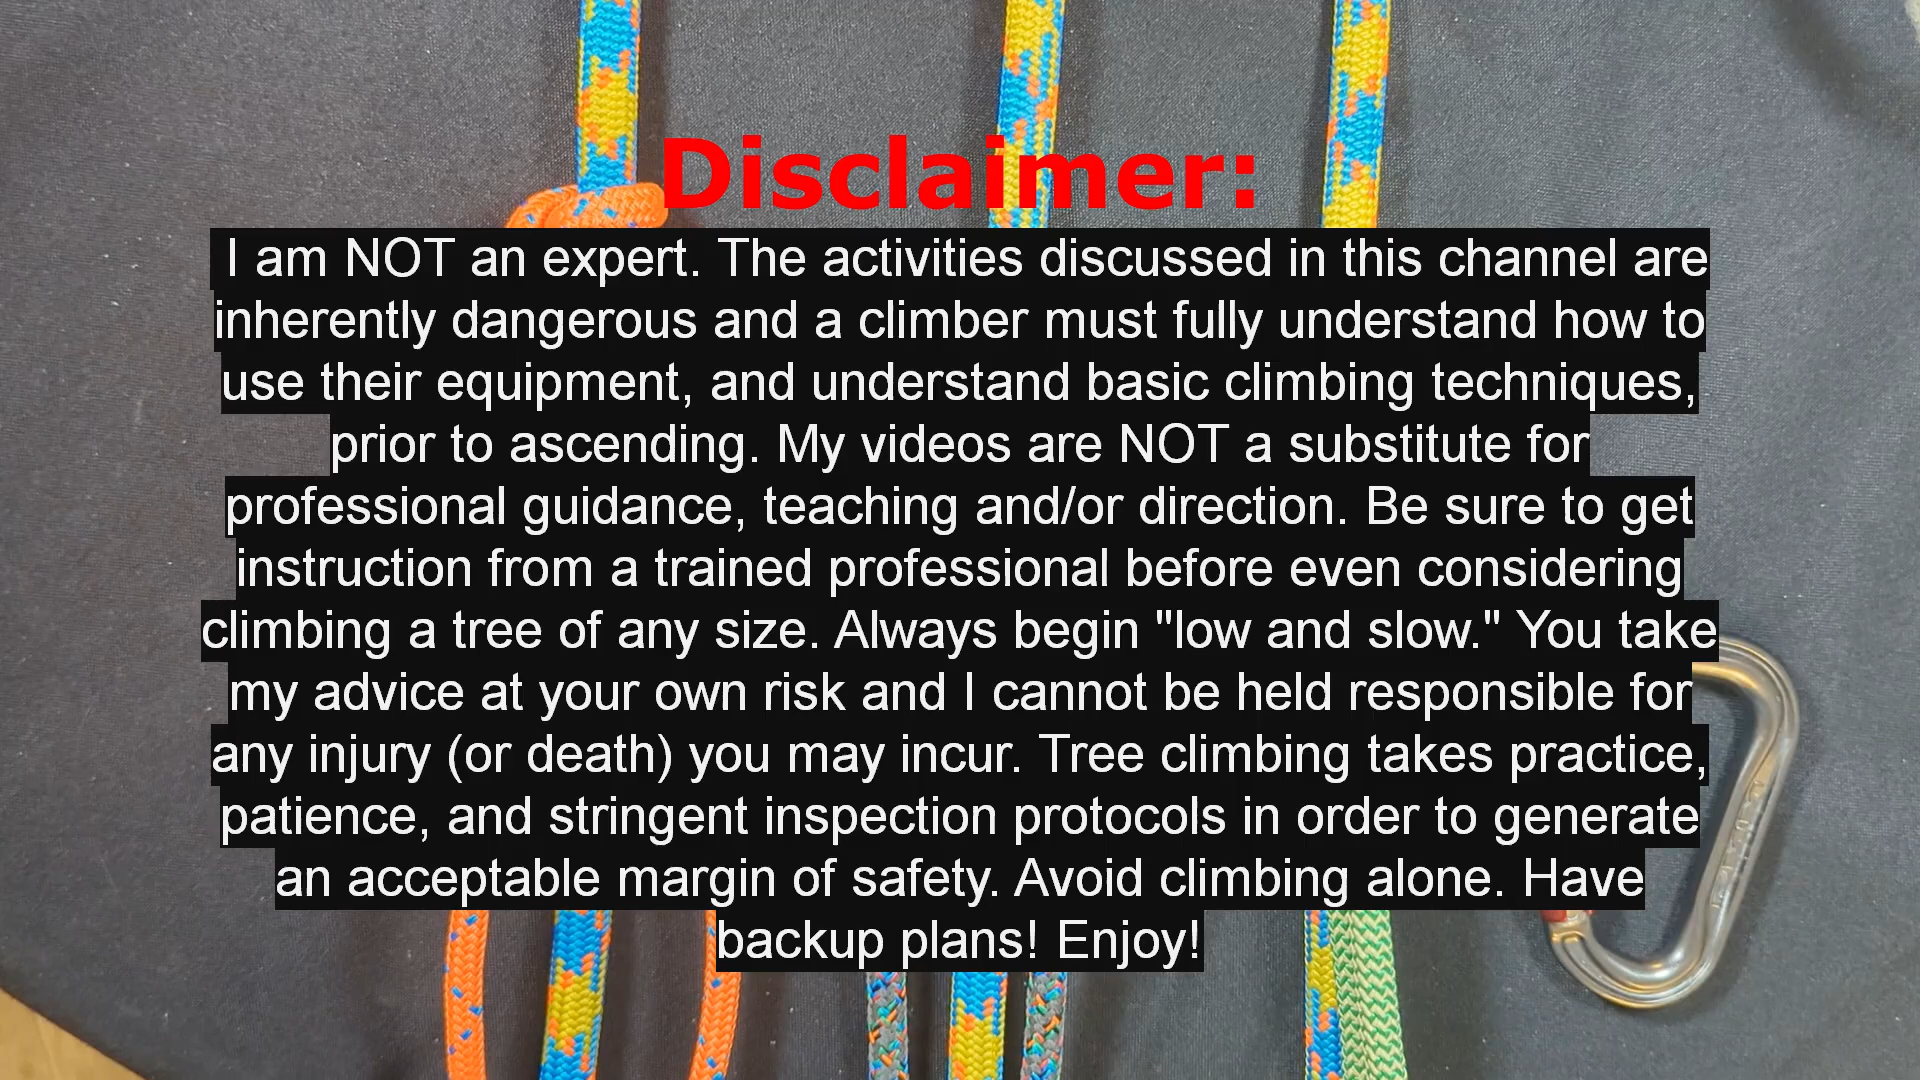 Disclaimer:
I am NOT an expert. The activities discussed in this channel are
inherently dangerous and a climber must fully understand how to
use their equipment, and understand basic climbing techniques,
prior to ascending. My videos are NOT a substitute for
professional guidance, teaching and/or direction. Be sure to get
instruction from a trained professional before even considering
climbing a tree of any size. Always begin "low and slow." You take
my advice at your own risk and I cannot be held responsible for
any injury (or death) you may incur. Tree climbing takes practice,
patience, and stringent inspection protocols in order to generate
an acceptable margin of safety. Avoid climbing alone. Have
backup plans! Enjoy!